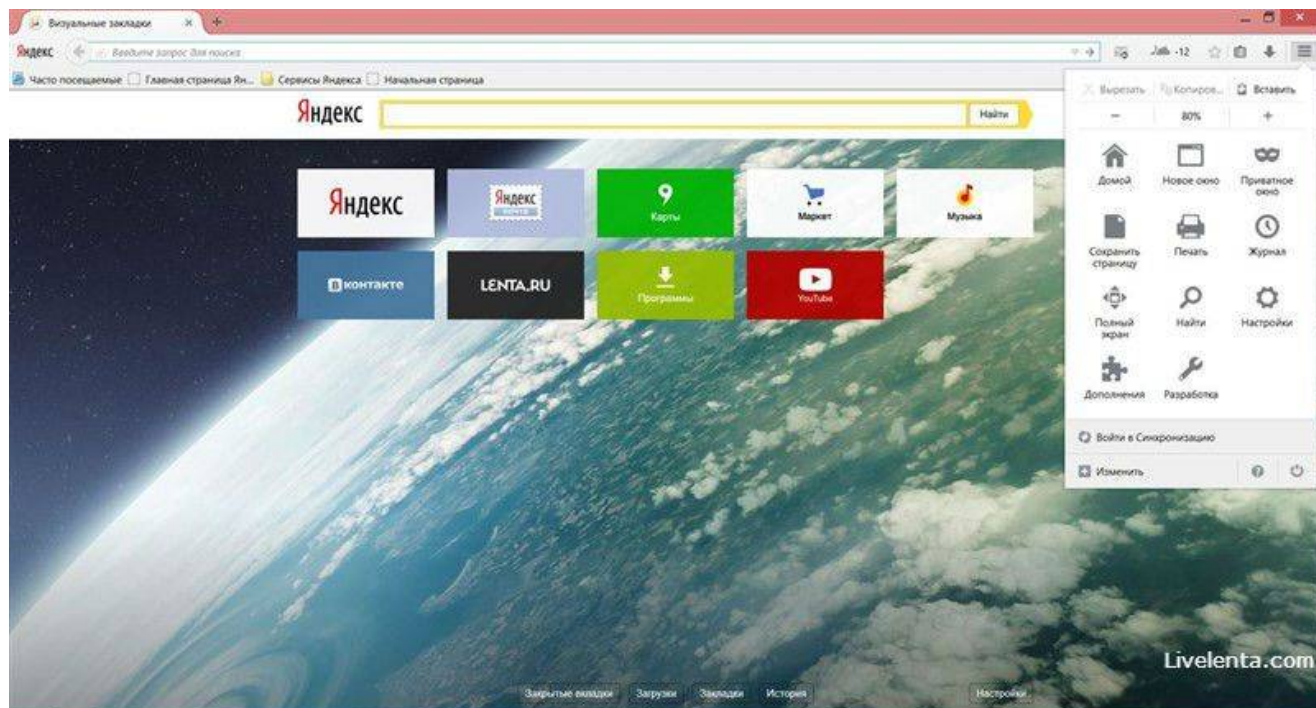 Визуальные закладки
Яндекс Введите запрос для поиска -12
Часто посещаемые Главная страница Ян... Сервисы Яндекса Начальная страница
Вырезать Копиров... Вставить
− 80% +
Яндекс Найти
Домой Новое окно Приватное окно
Яндекс Яндекс почта Карты Маркет Музыка
Сохранить страницу Печать Журнал
вконтакте LENTA.RU Программы YouTube
Полный экран Найти Настройки
Дополнения Разработка
Войти в Синхронизацию
Изменить
Livelenta.com
Закрытые вкладки Загрузки Закладки История Настройки